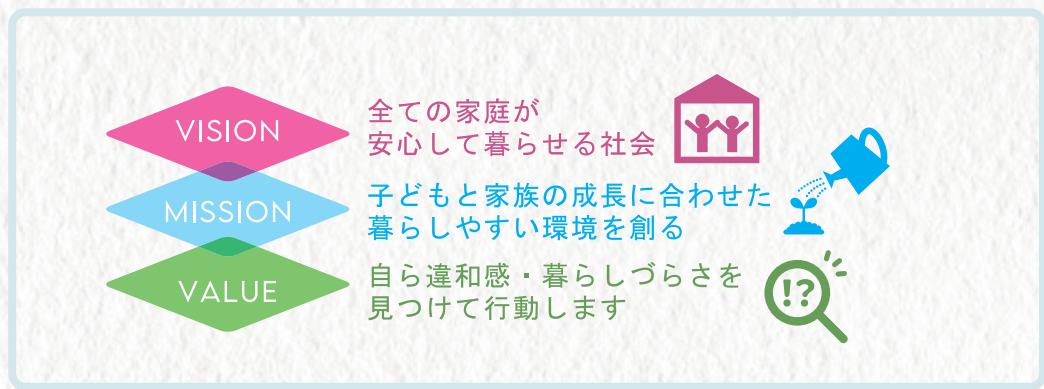 VISION
全ての家庭が
安心して暮らせる社会
MISSION
子どもと家族の成長に合わせた
暮らしやすい環境を創る
VALUE
自ら違和感・暮らしづらさを
見つけて行動します
!?